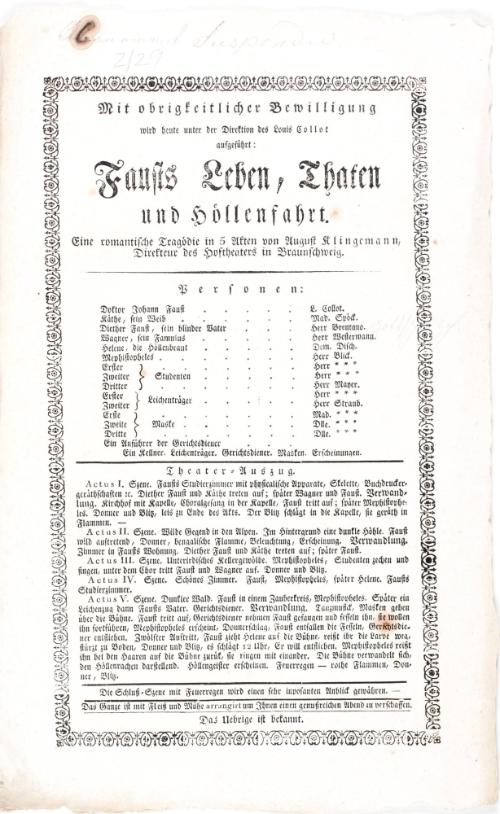 2/29
Mit obrigkeitlicher Bewilligung
wird heute unter der Direktion des Louis Collot
aufgeführt:
Fausts Leben, Thaten
und Höllenfahrt.
Eine romantische Tragödie in 5 Akten von August Klingemann,
Direkteur des Hoftheaters in Braunschweig.
Personen:
Doktor Johann Faust . . . . . L. Collot.
Käthe, sein Weib . . . . . Mad. Spöck.
Diether Faust, sein blinder Vater . . . . Herr Brentano.
Wagner, sein Famulus . . . . . Herr Westermann.
Helene, die Höllenbraut . . . . . Dem. Disch.
Mephistopheles . . . . . . Herr Blick.
Erster } . . . . . Herr * * *
Zweiter } Studenten . . . . . Herr * * *
Dritter } . . . . . Herr Mayer.
Erster } Leichenträger . . . . . Herr * * *
Zweiter } . . . . . Herr Strand.
Erste } . . . . . Mad. * * *
Zweite } Maske . . . . . Dlle. * * *
Dritte } . . . . . Dlle. * * *
Ein Anführer der Gerichtsdiener . . .
Ein Kellner. Leichenträger. Gerichtsdiener. Masken. Erscheinungen.
Theater-Auszug.
Actus I. Szene. Fausts Studierzimmer mit physicalische Apparate, Skelette, Buchdrucker-
geräthschaften ꝛc. Diether Faust und Käthe treten auf; später Wagner und Faust. Verwand-
lung. Kirchhof mit Kapelle, Choralgesang in der Kapelle, Faust tritt auf; später Mephistophe-
les. Donner und Blitz, leis zu Ende des Akts. Der Blitz schlägt in die Kapelle, sie geräth in
Flammen. —
Actus II. Szene. Wilde Gegend in den Alpen. Im Hintergrund eine dunkle Höhle. Faust
wild auftretend, Donner, bengalische Flamme, Beleuchtung, Erscheinung. Verwandlung.
Zimmer in Fausts Wohnung. Diether Faust und Käthe treten auf; später Faust.
Actus III. Szene. Unterirdisches Kellergewölbe. Mephistopheles, Studenten zechen und
singen, unter dem Chor tritt Faust und Wagner auf. Donner und Blitz.
Actus IV. Szene. Schönes Zimmer. Faust, Mephistopheles, später Helene. Fausts
Studierzimmer.
Actus V. Szene. Dunkler Wald. Faust in einem Zauberkreis, Mephistopheles. Später ein
Leichenzug dann Fausts Vater. Gerichtsdiener. Verwandlung. Tanzmusik, Masken gehen
über die Bühne. Faust tritt auf, Gerichtsdiener nehmen Faust gefangen und fesseln ihn, sie wollen
ihn fortführen, Mephistopheles erscheint. Donnerschlag. Faust entfallen die Fesseln, Gerichtsdie-
ner entfliehen. Zwölfter Auftritt, Faust zieht Helene auf die Bühne, reißt ihr die Larve weg,
stürzt zu Boden, Donner und Blitz, es schlägt 12 Uhr, Er will entfliehen. Mephistopheles reißt
ihn bei den Haaren auf die Bühne zurück, sie ringen mit einander. Die Bühne verwandelt sich,
den Höllenrachen darstellend. Höllengeister erscheinen. Feuerregen — rothe Flammen, Don-
ner, Blitz.
Die Schluß-Szene mit Feuerregen wird einen sehr imposanten Anblick gewähren. —
Das Ganze ist mit Fleiß und Mühe arrangirt um Ihnen einen genußreichen Abend zu verschaffen.
Das Uebrige ist bekannt.